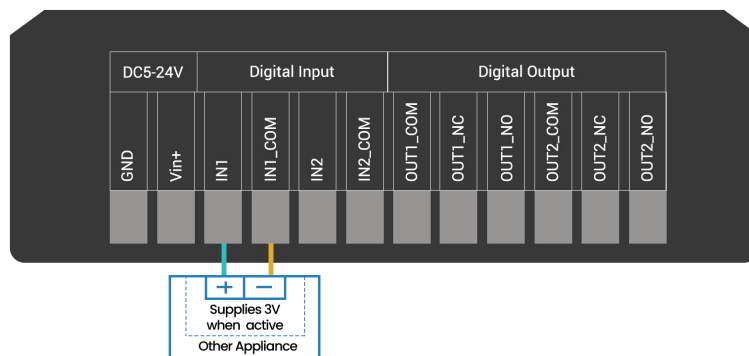 DC5-24V Digital Input Digital Output
GND
Vin+
IN1
IN1_COM
IN2
IN2_COM
OUT1_COM
OUT1_NC
OUT1_NO
OUT2_COM
OUT2_NC
OUT2_NO
+ −
Supplies 3V
when active
Other Appliance